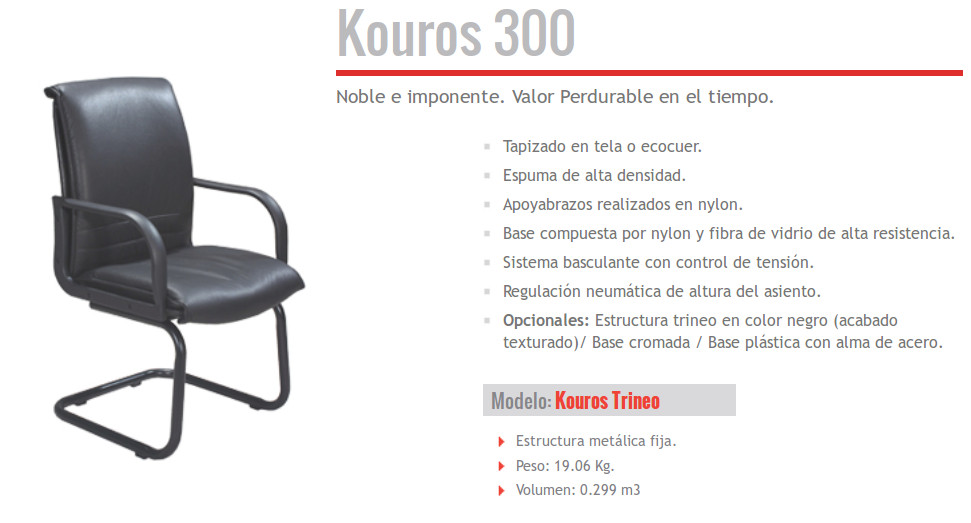 Kouros 300
Noble e imponente. Valor Perdurable en el tiempo.
Tapizado en tela o ecocuer.
Espuma de alta densidad.
Apoyabrazos realizados en nylon.
Base compuesta por nylon y fibra de vidrio de alta resistencia.
Sistema basculante con control de tensión.
Regulación neumática de altura del asiento.
Opcionales: Estructura trineo en color negro (acabado
texturado)/ Base cromada / Base plástica con alma de acero.
Modelo: Kouros Trineo
Estructura metálica fija.
Peso: 19.06 Kg.
Volumen: 0.299 m3